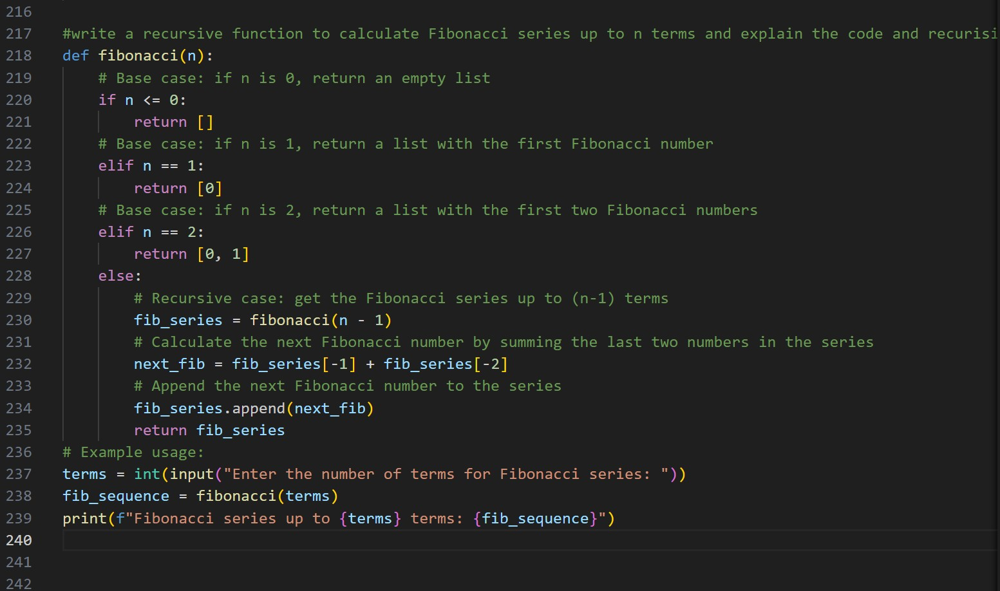 216
217 #write a recursive function to calculate Fibonacci series up to n terms and explain the code and recurisi
218 def fibonacci(n):
219     # Base case: if n is 0, return an empty list
220     if n <= 0:
221         return []
222     # Base case: if n is 1, return a list with the first Fibonacci number
223     elif n == 1:
224         return [0]
225     # Base case: if n is 2, return a list with the first two Fibonacci numbers
226     elif n == 2:
227         return [0, 1]
228     else:
229         # Recursive case: get the Fibonacci series up to (n-1) terms
230         fib_series = fibonacci(n - 1)
231         # Calculate the next Fibonacci number by summing the last two numbers in the series
232         next_fib = fib_series[-1] + fib_series[-2]
233         # Append the next Fibonacci number to the series
234         fib_series.append(next_fib)
235         return fib_series
236 # Example usage:
237 terms = int(input("Enter the number of terms for Fibonacci series: "))
238 fib_sequence = fibonacci(terms)
239 print(f"Fibonacci series up to {terms} terms: {fib_sequence}")
240
241
242